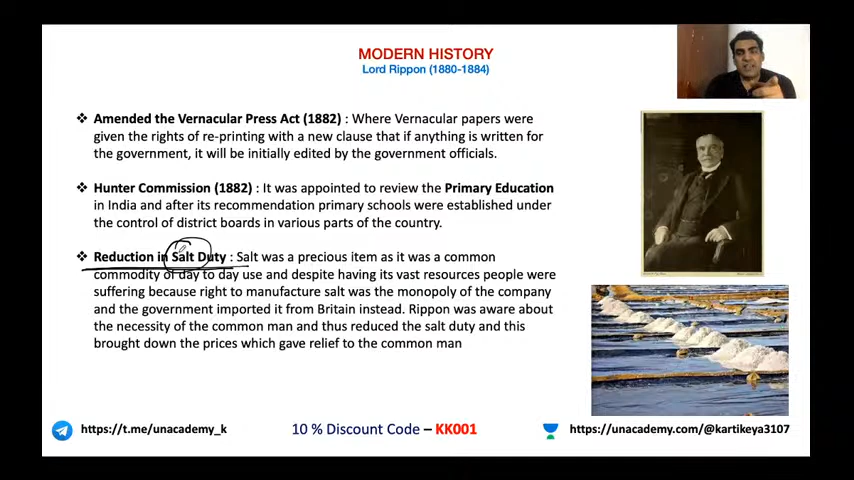 MODERN HISTORY
Lord Rippon (1880-1884)
❖ Amended the Vernacular Press Act (1882) : Where Vernacular papers were
given the rights of re-printing with a new clause that if anything is written for
the government, it will be initially edited by the government officials.
❖ Hunter Commission (1882) : It was appointed to review the Primary Education
in India and after its recommendation primary schools were established under
the control of district boards in various parts of the country.
❖ Reduction in Salt Duty : Salt was a precious item as it was a common
commodity of day to day use and despite having its vast resources people were
suffering because right to manufacture salt was the monopoly of the company
and the government imported it from Britain instead. Rippon was aware about
the necessity of the common man and thus reduced the salt duty and this
brought down the prices which gave relief to the common man
https://t.me/unacademy_k
10 % Discount Code – KK001
https://unacademy.com/@kartikeya3107